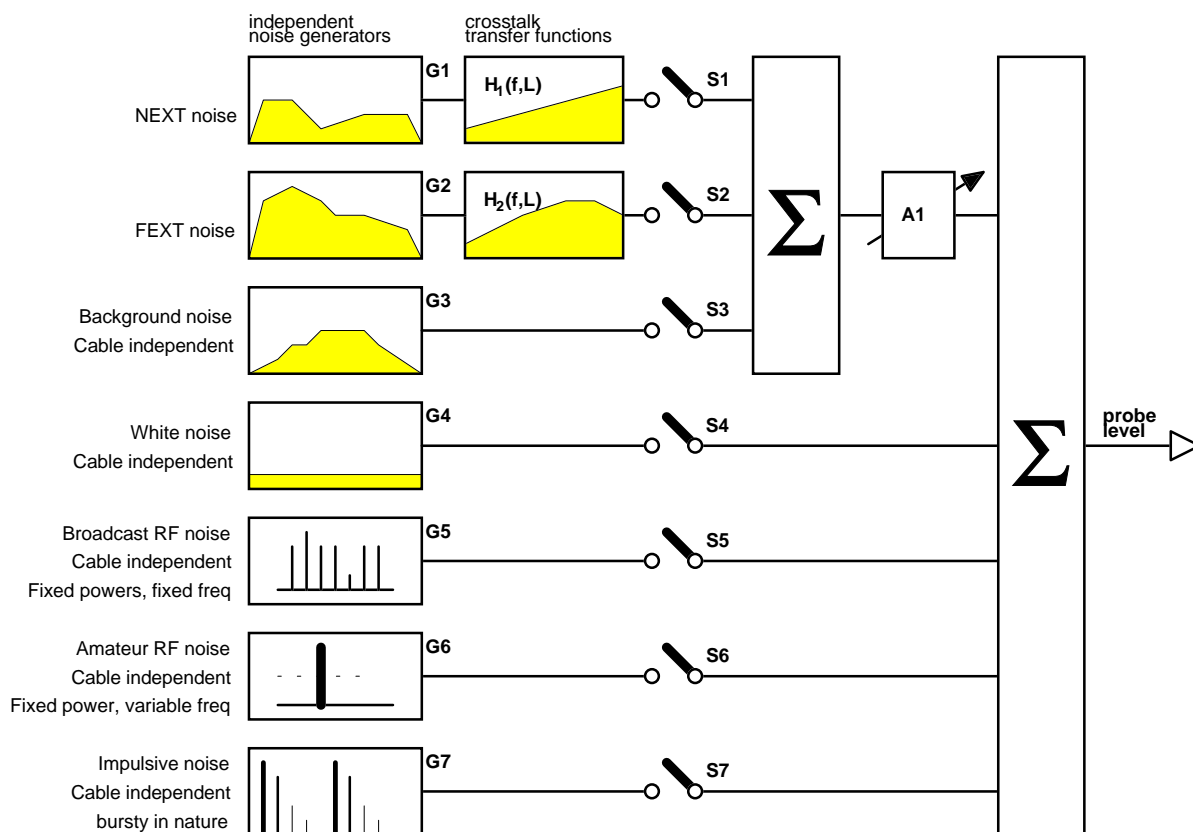 independent
noise generators
crosstalk
transfer functions
NEXT noise
G1
H1(f,L)
S1
FEXT noise
G2
H2(f,L)
S2
Σ
A1
Background noise
Cable independent
G3
S3
White noise
Cable independent
G4
S4
Σ
probe
level
Broadcast RF noise
Cable independent
Fixed powers, fixed freq
G5
S5
Amateur RF noise
Cable independent
Fixed power, variable freq
G6
S6
Impulsive noise
Cable independent
bursty in nature
G7
S7